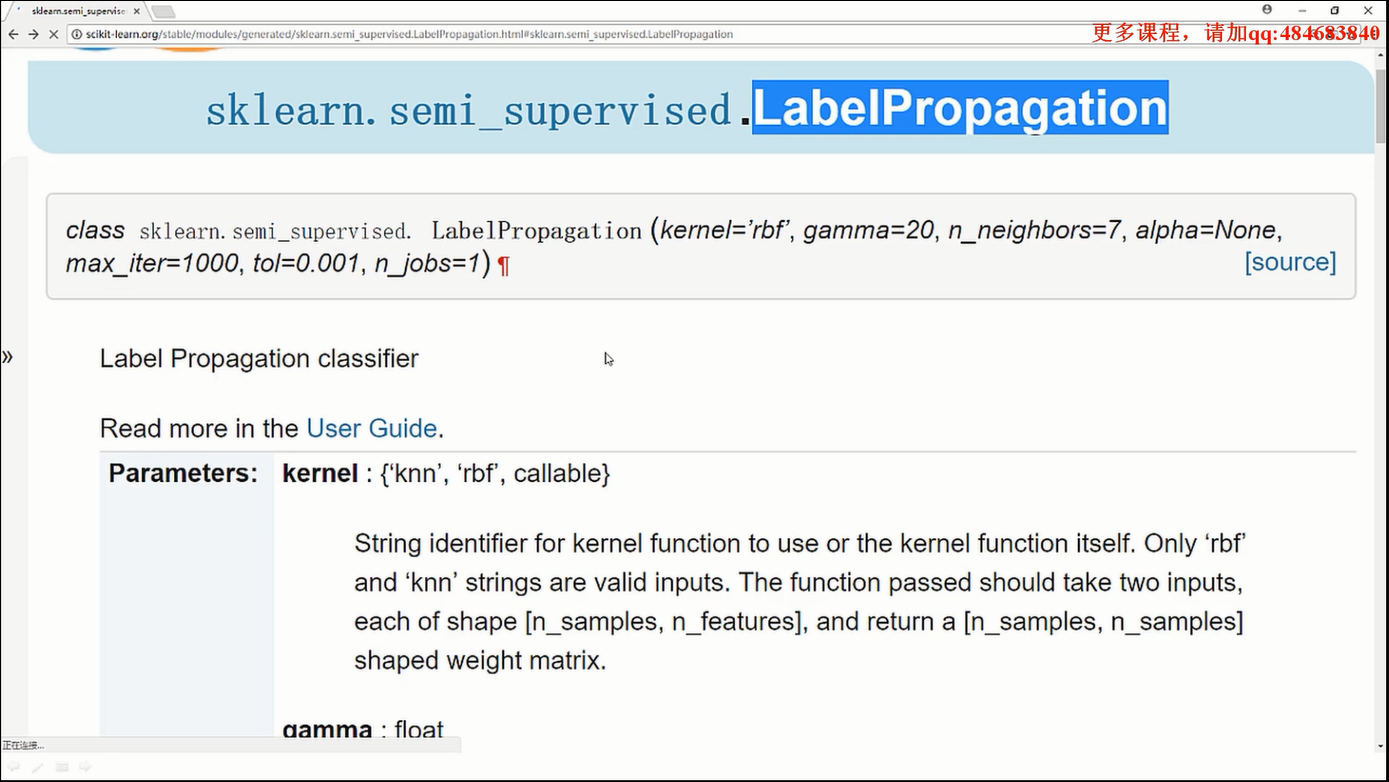 sklearn.semi_supervise
scikit-learn.org/stable/modules/generated/sklearn.semi_supervised.LabelPropagation.html#sklearn.semi_supervised.LabelPropagation
更多课程，请加qq:484683840
sklearn.semi_supervised.LabelPropagation
class sklearn.semi_supervised. LabelPropagation (kernel=’rbf’, gamma=20, n_neighbors=7, alpha=None,
max_iter=1000, tol=0.001, n_jobs=1) ¶ [source]
»
Label Propagation classifier
Read more in the User Guide.
Parameters: kernel : {‘knn’, ‘rbf’, callable}
String identifier for kernel function to use or the kernel function itself. Only ‘rbf’
and ‘knn’ strings are valid inputs. The function passed should take two inputs,
each of shape [n_samples, n_features], and return a [n_samples, n_samples]
shaped weight matrix.
gamma : float
正在连接...